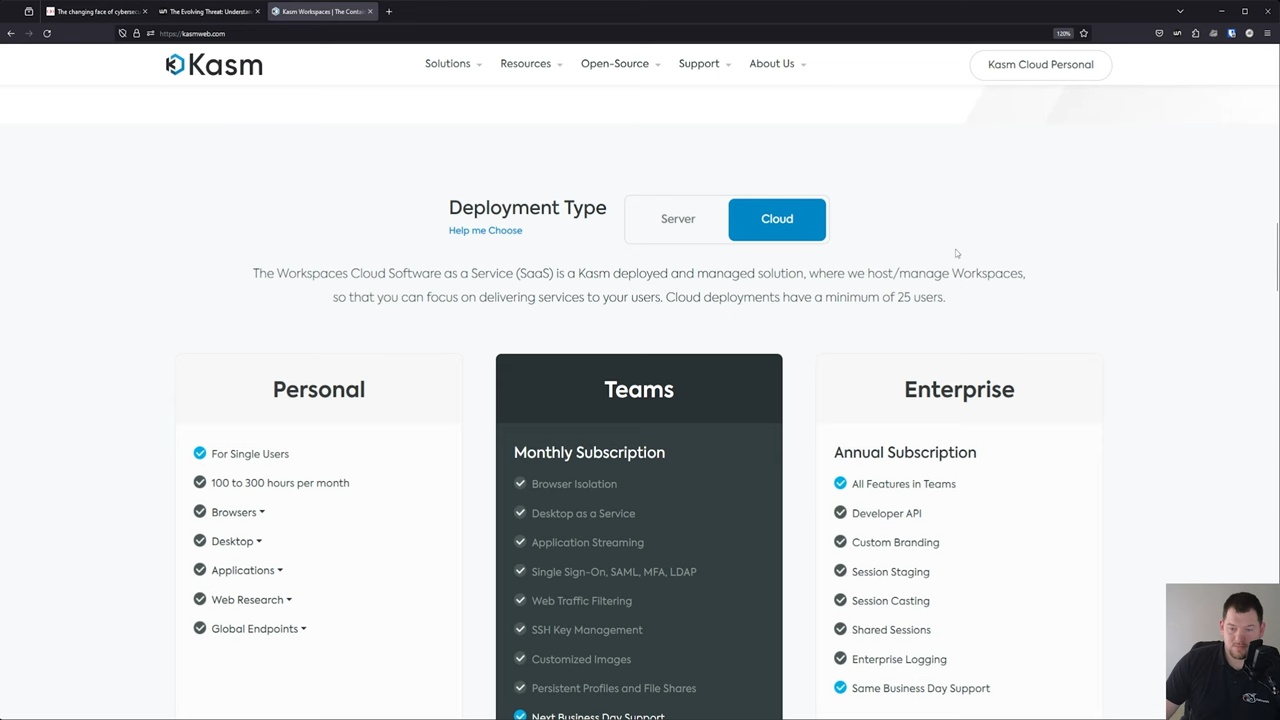 The changing face of cybersec
The Evolving Threat: Understan
Kasm Workspaces | The Contai
https://kasmweb.com
120%
Kasm
Solutions
Resources
Open-Source
Support
About Us
Kasm Cloud Personal
Deployment Type
Help me Choose
Server
Cloud
The Workspaces Cloud Software as a Service (SaaS) is a Kasm deployed and managed solution, where we host/manage Workspaces,
so that you can focus on delivering services to your users. Cloud deployments have a minimum of 25 users.
Personal
For Single Users
100 to 300 hours per month
Browsers
Desktop
Applications
Web Research
Global Endpoints
Teams
Monthly Subscription
Browser Isolation
Desktop as a Service
Application Streaming
Single Sign-On, SAML, MFA, LDAP
Web Traffic Filtering
SSH Key Management
Customized Images
Persistent Profiles and File Shares
Next Business Day Support
Enterprise
Annual Subscription
All Features in Teams
Developer API
Custom Branding
Session Staging
Session Casting
Shared Sessions
Enterprise Logging
Same Business Day Support